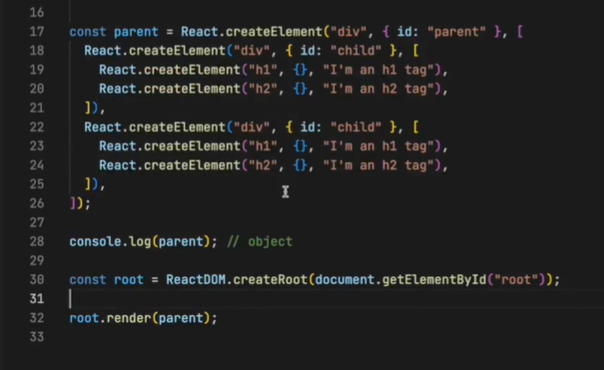 16
17 const parent = React.createElement("div", { id: "parent" }, [
18   React.createElement("div", { id: "child" }, [
19     React.createElement("h1", {}, "I'm an h1 tag"),
20     React.createElement("h2", {}, "I'm an h2 tag"),
21   ]),
22   React.createElement("div", { id: "child" }, [
23     React.createElement("h1", {}, "I'm an h1 tag"),
24     React.createElement("h2", {}, "I'm an h2 tag"),
25   ]),
26 ]);
27
28 console.log(parent); // object
29
30 const root = ReactDOM.createRoot(document.getElementById("root"));
31
32 root.render(parent);
33